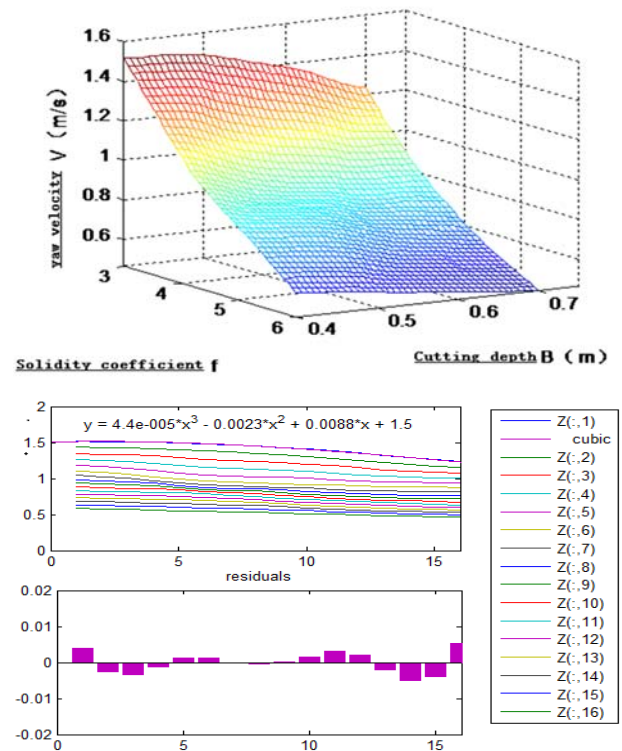 1.6
1.4
1.2
1
0.8
0.6
yaw velocity V (m/s)
3
4
5
6
0.4
0.5
0.6
0.7
Solidity coefficient f
Cutting depth B (m)
2
1.5
1
0.5
0
y = 4.4e-005*x³ - 0.0023*x² + 0.0088*x + 1.5
0
5
10
15
residuals
0.02
0.01
0
-0.01
-0.02
0
5
10
15
Z(:,1)
cubic
Z(:,2)
Z(:,3)
Z(:,4)
Z(:,5)
Z(:,6)
Z(:,7)
Z(:,8)
Z(:,9)
Z(:,10)
Z(:,11)
Z(:,12)
Z(:,13)
Z(:,14)
Z(:,15)
Z(:,16)